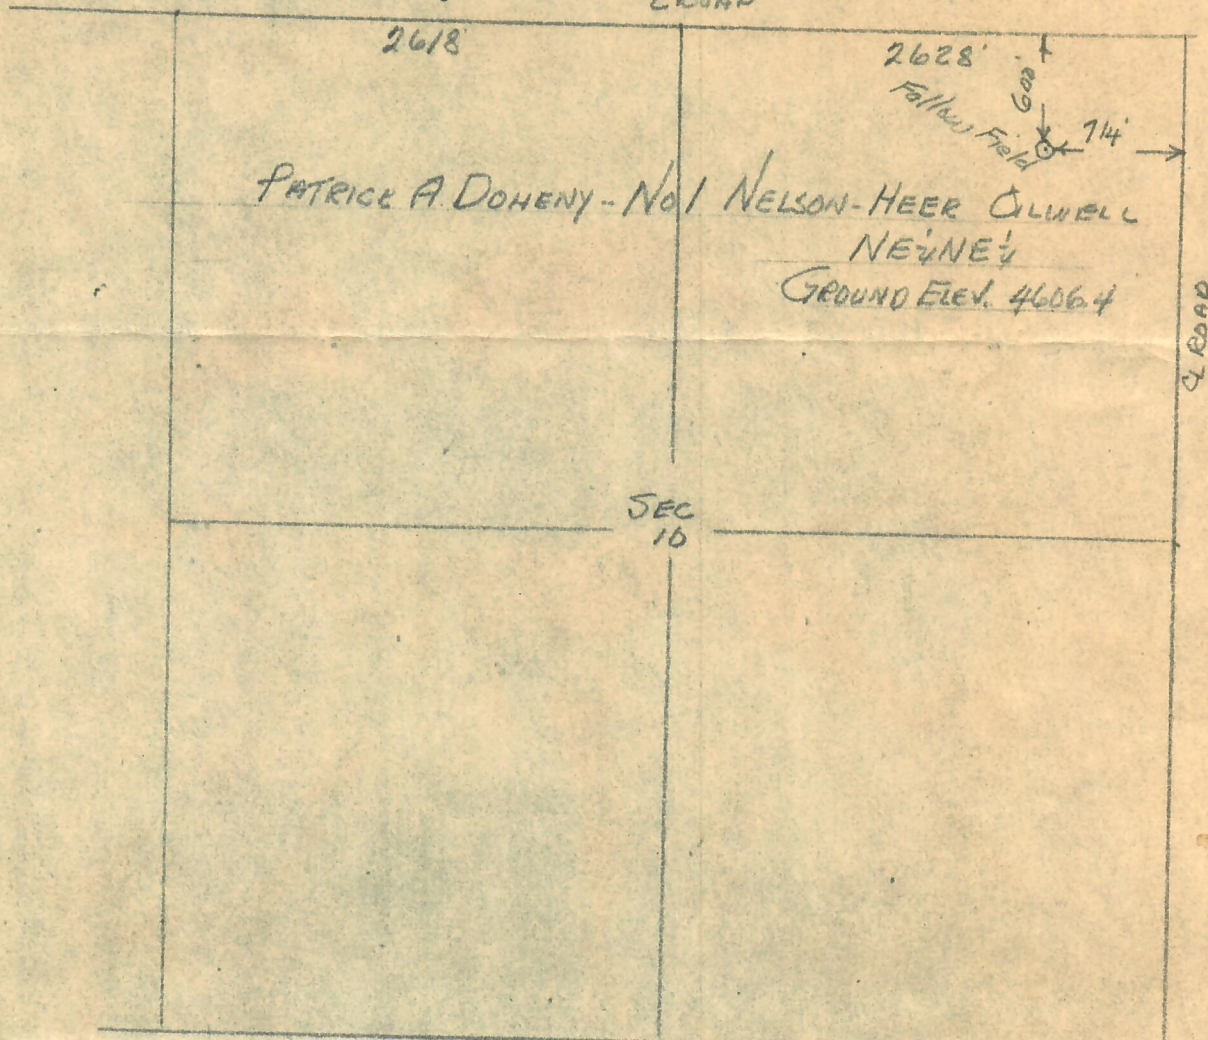 2618
2628'
600'
Fallow Field
714'
PATRICK A. DOHENY - No 1 NELSON-HEER OILWELL
NE¼NE¼
GROUND ELEV. 4606.4
℄ ROAD
SEC
10